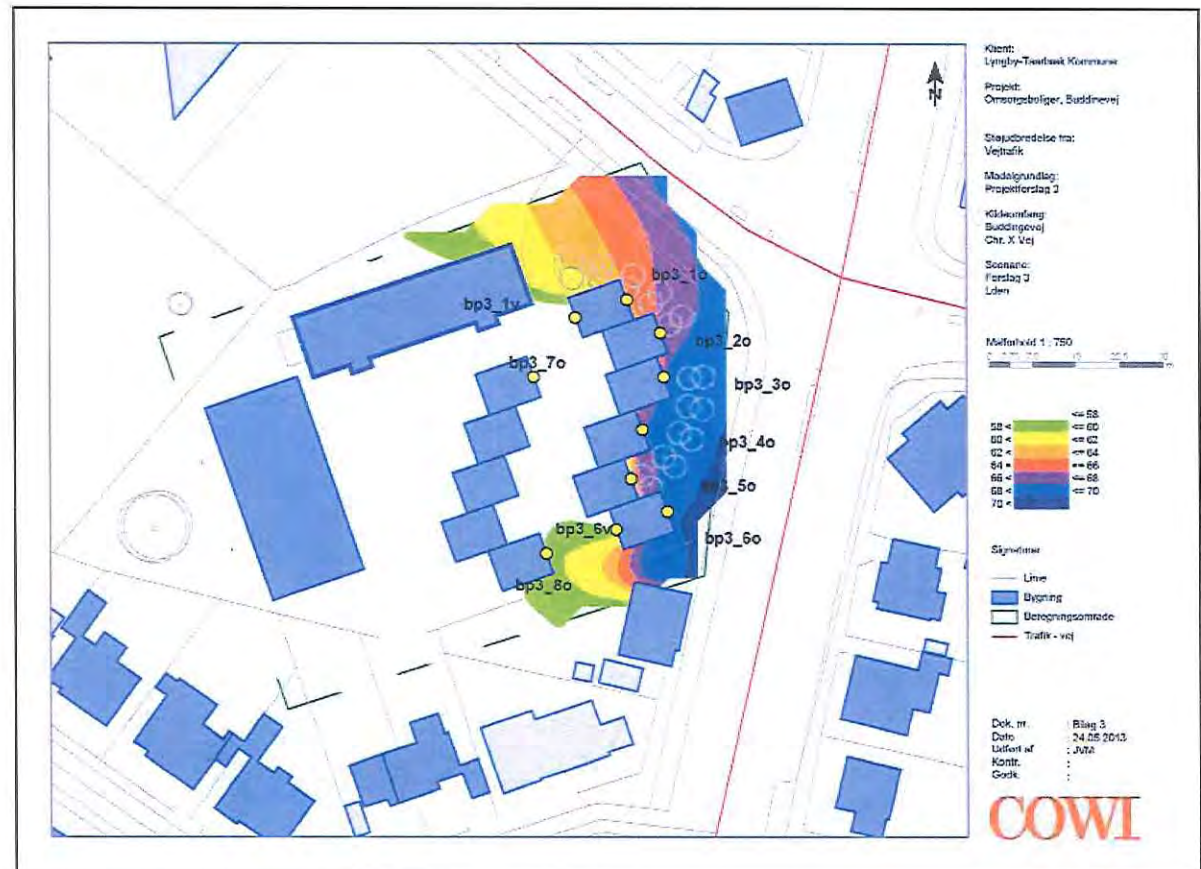 N
Klient:
Lyngby-Taarbæk Kommune
Projekt:
Omsorgsboliger, Buddinevej
Støjudbredelse fra:
Vejtrafik
Modelgrundlag:
Projektforslag 3
Kildeomfang:
Buddingevej
Chr. X Vej
Scenarie:
Forslag 3
Lden
Målforhold 1 : 750
<= 58
58 < <= 60
60 < <= 62
62 < <= 64
64 < <= 66
66 < <= 68
68 < <= 70
70 <
Signaturer
Linie
Bygning
Beregningsområde
Trafik - vej
Dok. nr. : Bilag 3
Dato : 24.05.2013
Udført af : JVM
Kontr. :
Godk. :
COWI
bp3_1o
bp3_1v
bp3_2o
bp3_7o
bp3_3o
bp3_4o
bp3_5o
bp3_6v
bp3_6o
bp3_8o